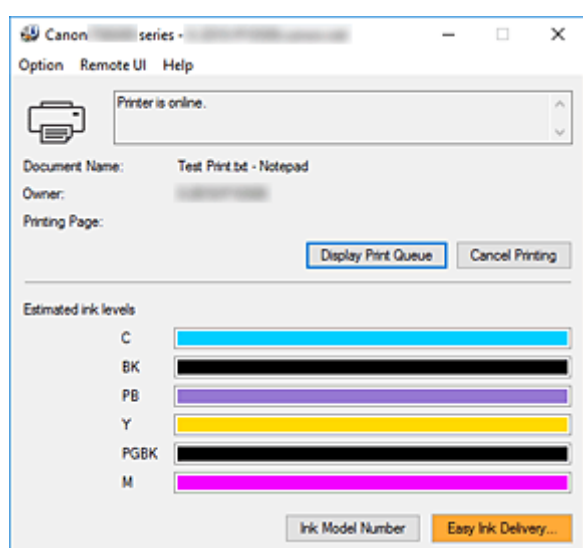 Canon series -
Option Remote UI Help
Printer is online.
Document Name: Test Print.txt - Notepad
Owner:
Printing Page:
Display Print Queue Cancel Printing
Estimated ink levels
C
BK
PB
Y
PGBK
M
Ink Model Number Easy Ink Delivery...